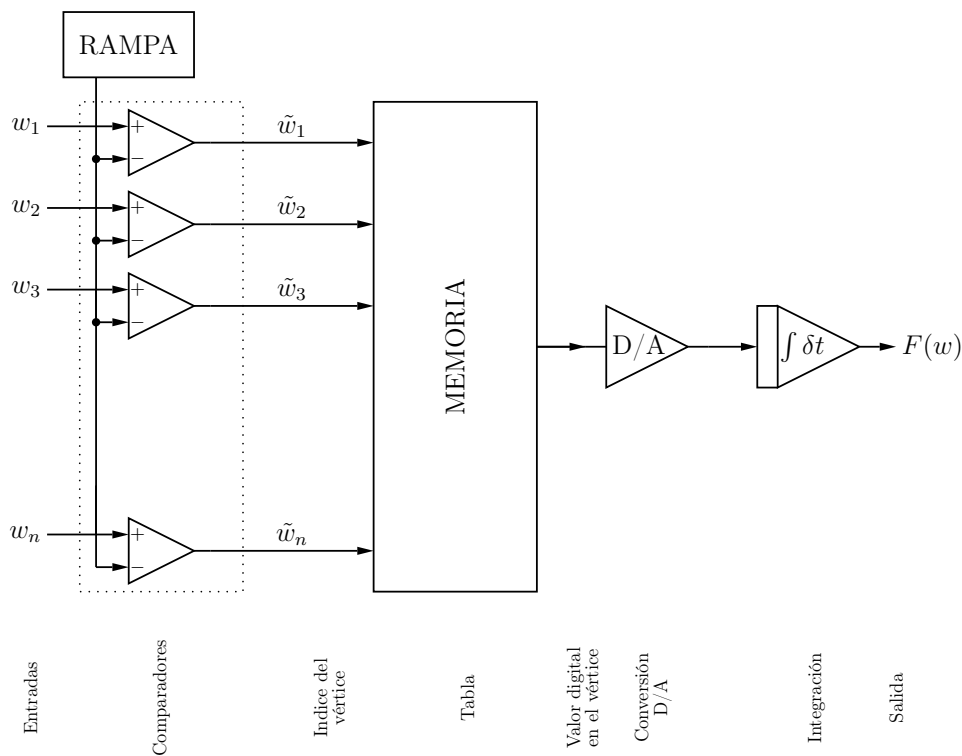 RAMPA
w₁
+
−
w̃₁
w₂
+
−
w̃₂
w₃
+
−
w̃₃
MEMORIA
D/A
∫ δt
F(w)
wₙ
+
−
w̃ₙ
Entradas
Comparadores
Indice del
vértice
Tabla
Valor digital
en el vértice
Conversión
D/A
Integración
Salida